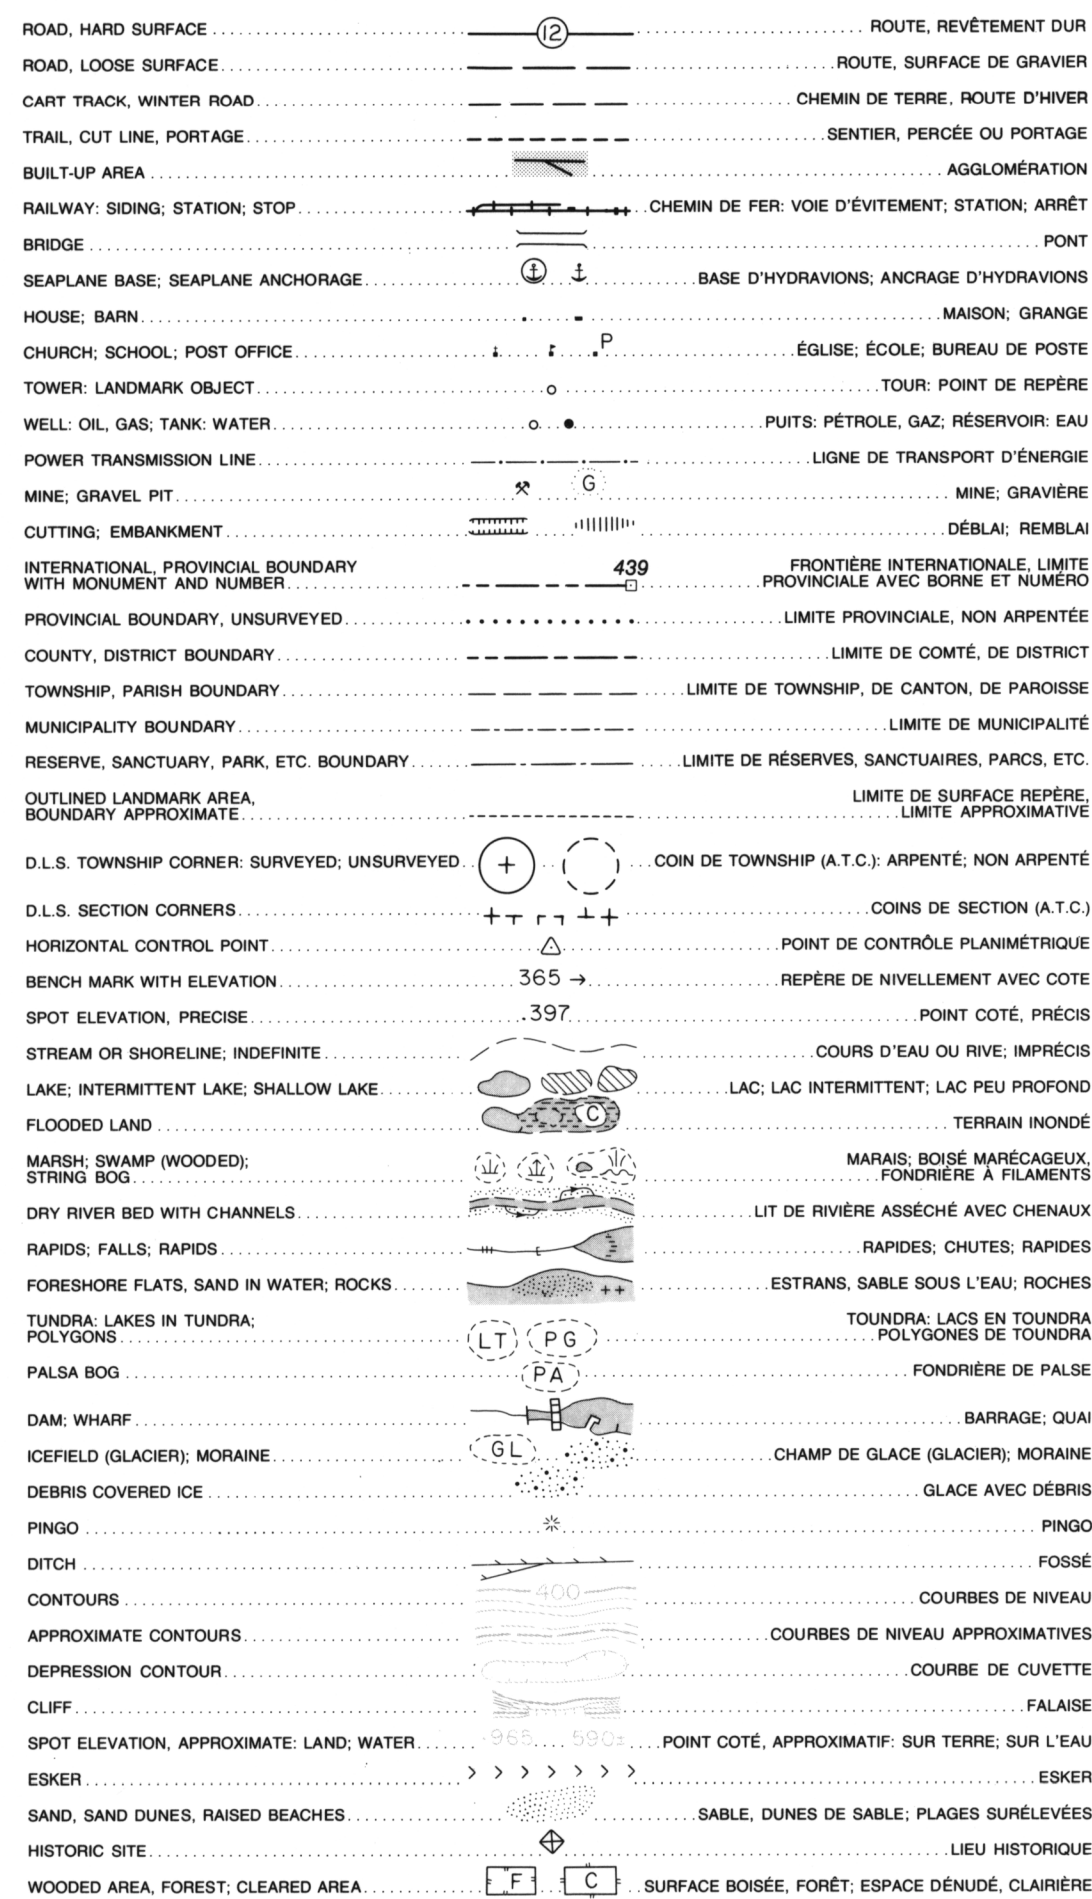 ROAD, HARD SURFACE 12 ROUTE, REVÊTEMENT DUR
ROAD, LOOSE SURFACE ROUTE, SURFACE DE GRAVIER
CART TRACK, WINTER ROAD CHEMIN DE TERRE, ROUTE D'HIVER
TRAIL, CUT LINE, PORTAGE SENTIER, PERCÉE OU PORTAGE
BUILT-UP AREA AGGLOMÉRATION
RAILWAY: SIDING; STATION; STOP CHEMIN DE FER: VOIE D'ÉVITEMENT; STATION; ARRÊT
BRIDGE PONT
SEAPLANE BASE; SEAPLANE ANCHORAGE BASE D'HYDRAVIONS; ANCRAGE D'HYDRAVIONS
HOUSE; BARN MAISON; GRANGE
CHURCH; SCHOOL; POST OFFICE P ÉGLISE; ÉCOLE; BUREAU DE POSTE
TOWER: LANDMARK OBJECT TOUR: POINT DE REPÈRE
WELL: OIL, GAS; TANK: WATER PUITS: PÉTROLE, GAZ; RÉSERVOIR: EAU
POWER TRANSMISSION LINE LIGNE DE TRANSPORT D'ÉNERGIE
MINE; GRAVEL PIT G MINE; GRAVIÈRE
CUTTING; EMBANKMENT DÉBLAI; REMBLAI
INTERNATIONAL, PROVINCIAL BOUNDARY 439 FRONTIÈRE INTERNATIONALE, LIMITE
WITH MONUMENT AND NUMBER PROVINCIALE AVEC BORNE ET NUMÉRO
PROVINCIAL BOUNDARY, UNSURVEYED LIMITE PROVINCIALE, NON ARPENTÉE
COUNTY, DISTRICT BOUNDARY LIMITE DE COMTÉ, DE DISTRICT
TOWNSHIP, PARISH BOUNDARY LIMITE DE TOWNSHIP, DE CANTON, DE PAROISSE
MUNICIPALITY BOUNDARY LIMITE DE MUNICIPALITÉ
RESERVE, SANCTUARY, PARK, ETC. BOUNDARY LIMITE DE RÉSERVES, SANCTUAIRES, PARCS, ETC.
OUTLINED LANDMARK AREA, LIMITE DE SURFACE REPÈRE,
BOUNDARY APPROXIMATE LIMITE APPROXIMATIVE
D.L.S. TOWNSHIP CORNER: SURVEYED; UNSURVEYED COIN DE TOWNSHIP (A.T.C.): ARPENTÉ; NON ARPENTÉ
D.L.S. SECTION CORNERS COINS DE SECTION (A.T.C.)
HORIZONTAL CONTROL POINT POINT DE CONTRÔLE PLANIMÉTRIQUE
BENCH MARK WITH ELEVATION 365 → REPÈRE DE NIVELLEMENT AVEC COTE
SPOT ELEVATION, PRECISE .397 POINT COTÉ, PRÉCIS
STREAM OR SHORELINE; INDEFINITE COURS D'EAU OU RIVE; IMPRÉCIS
LAKE; INTERMITTENT LAKE; SHALLOW LAKE LAC; LAC INTERMITTENT; LAC PEU PROFOND
FLOODED LAND C TERRAIN INONDÉ
MARSH; SWAMP (WOODED); MARAIS; BOISÉ MARÉCAGEUX,
STRING BOG FONDRIÈRE À FILAMENTS
DRY RIVER BED WITH CHANNELS LIT DE RIVIÈRE ASSÉCHÉ AVEC CHENAUX
RAPIDS; FALLS; RAPIDS RAPIDES; CHUTES; RAPIDES
FORESHORE FLATS, SAND IN WATER; ROCKS ESTRANS, SABLE SOUS L'EAU; ROCHES
TUNDRA: LAKES IN TUNDRA; TOUNDRA: LACS EN TOUNDRA
POLYGONS LT PG POLYGONES DE TOUNDRA
PALSA BOG PA FONDRIÈRE DE PALSE
DAM; WHARF BARRAGE; QUAI
ICEFIELD (GLACIER); MORAINE GL CHAMP DE GLACE (GLACIER); MORAINE
DEBRIS COVERED ICE GLACE AVEC DÉBRIS
PINGO PINGO
DITCH FOSSÉ
CONTOURS 400 COURBES DE NIVEAU
APPROXIMATE CONTOURS COURBES DE NIVEAU APPROXIMATIVES
DEPRESSION CONTOUR COURBE DE CUVETTE
CLIFF FALAISE
SPOT ELEVATION, APPROXIMATE: LAND; WATER .965 590± POINT COTÉ, APPROXIMATIF: SUR TERRE; SUR L'EAU
ESKER ESKER
SAND, SAND DUNES, RAISED BEACHES SABLE, DUNES DE SABLE; PLAGES SURÉLEVÉES
HISTORIC SITE LIEU HISTORIQUE
WOODED AREA, FOREST; CLEARED AREA F C SURFACE BOISÉE, FORÊT; ESPACE DÉNUDÉ, CLAIRIÈRE